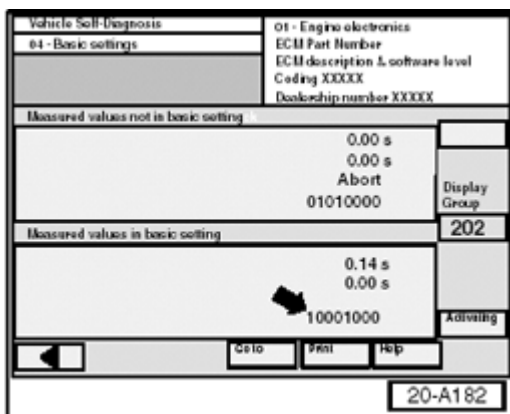 Vehicle Self-Diagnosis
04 - Basic settings
01 - Engine electronics
ECM Part Number
ECM description & software level
Coding XXXXX
Dealership number XXXXX
Measured values not in basic setting
0.00 s
0.00 s
Abort
01010000
Display
Group
202
Measured values in basic setting
0.14 s
0.00 s
10001000
Activating
Go to
Print
Help
20-A182